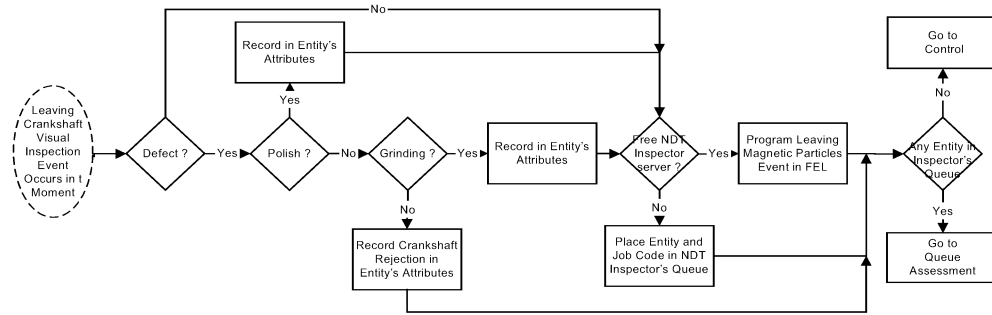 No
Record in Entity's
Attributes
Go to
Control
Yes
No
Leaving
Crankshaft
Visual
Inspection
Event
Occurs in t
Moment
Defect ?
Yes
Polish ?
No
Grinding ?
Yes
Record in Entity's
Attributes
Free NDT
Inspector
server ?
Yes
Program Leaving
Magnetic Particles
Event in FEL
Any Entity in
Inspector's
Queue
No
No
Yes
Record Crankshaft
Rejection in
Entity's Attributes
Place Entity and
Job Code in NDT
Inspector's Queue
Go to
Queue
Assessment